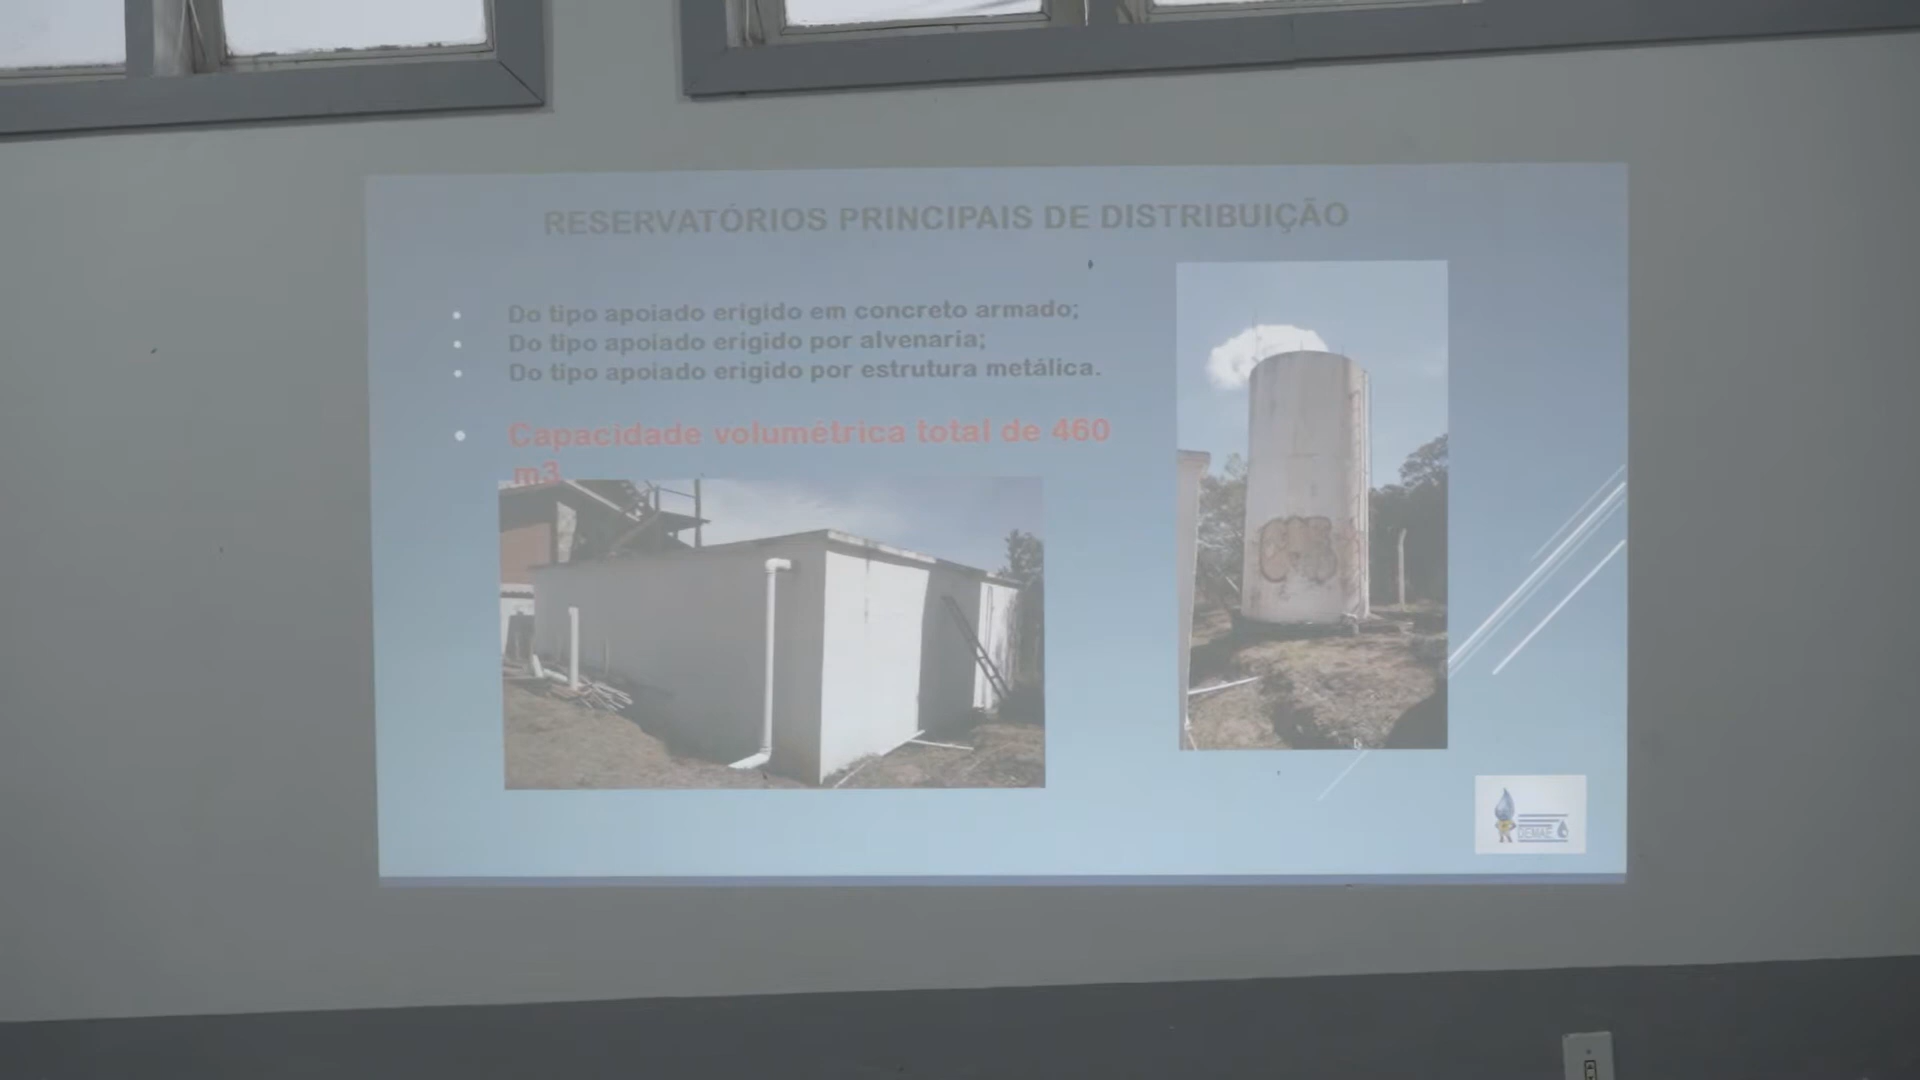 RESERVATÓRIOS PRINCIPAIS DE DISTRIBUIÇÃO
• Do tipo apoiado erigido em concreto armado;
• Do tipo apoiado erigido por alvenaria;
• Do tipo apoiado erigido por estrutura metálica.
• Capacidade volumétrica total de 460
m3
DEMAE